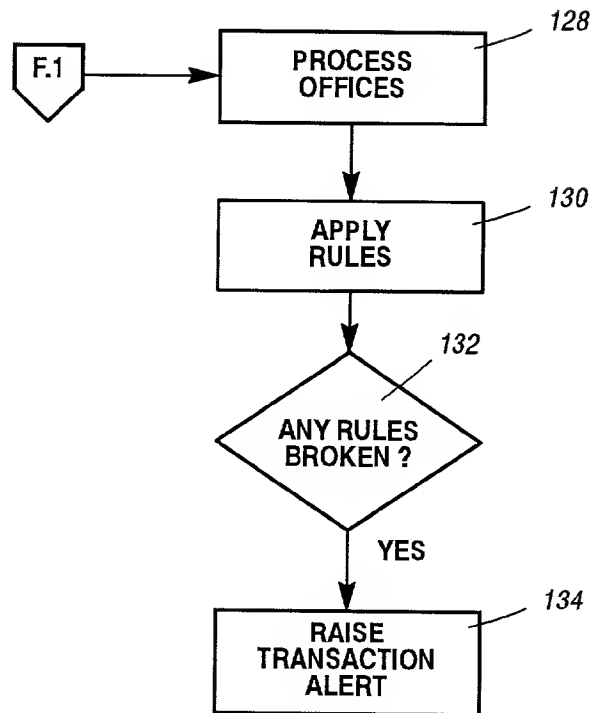 128
F.1
PROCESS
OFFICES
130
APPLY
RULES
132
ANY RULES
BROKEN ?
YES
134
RAISE
TRANSACTION
ALERT